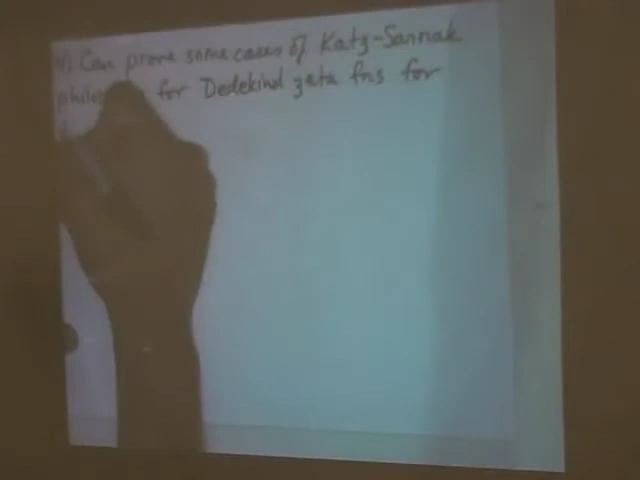 Can prove some cases of Katz-Sarnak
for Dedekind zeta fns for